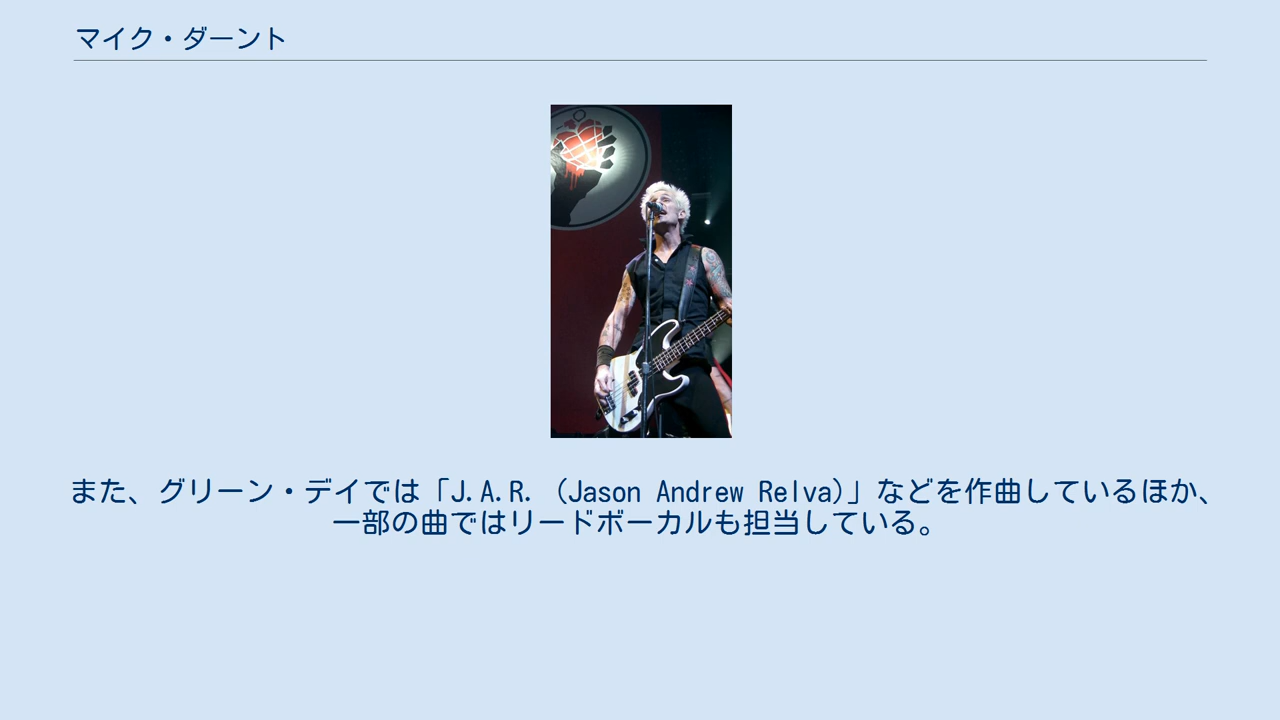 マイク・ダーント
また、グリーン・デイでは「J.A.R. (Jason Andrew Relva)」などを作曲しているほか、
一部の曲ではリードボーカルも担当している。